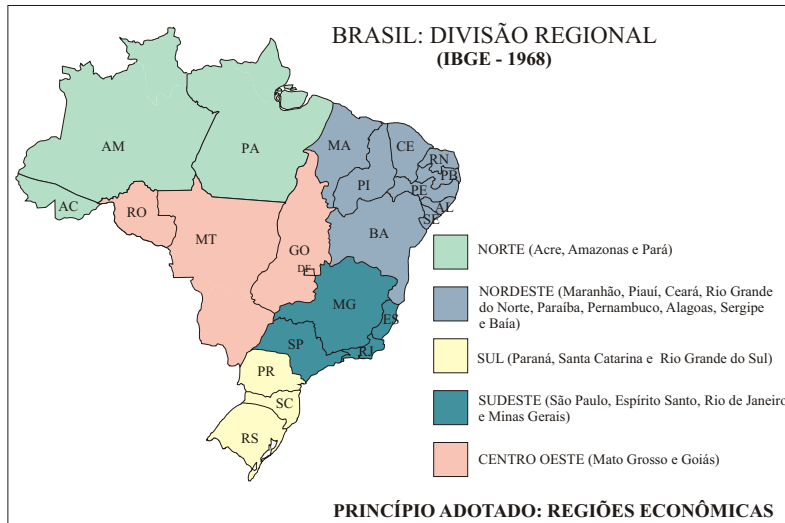 BRASIL: DIVISÃO REGIONAL
(IBGE - 1968)
AM
PA
MA
CE
RN
PB
PI
PE
AL
SE
AC
RO
MT
GO
BA
DF
MG
ES
SP
RJ
PR
SC
RS
NORTE (Acre, Amazonas e Pará)
NORDESTE (Maranhão, Piauí, Ceará, Rio Grande
do Norte, Paraíba, Pernambuco, Alagoas, Sergipe
e Baía)
SUL (Paraná, Santa Catarina e Rio Grande do Sul)
SUDESTE (São Paulo, Espírito Santo, Rio de Janeiro
e Minas Gerais)
CENTRO OESTE (Mato Grosso e Goiás)
PRINCÍPIO ADOTADO: REGIÕES ECONÔMICAS